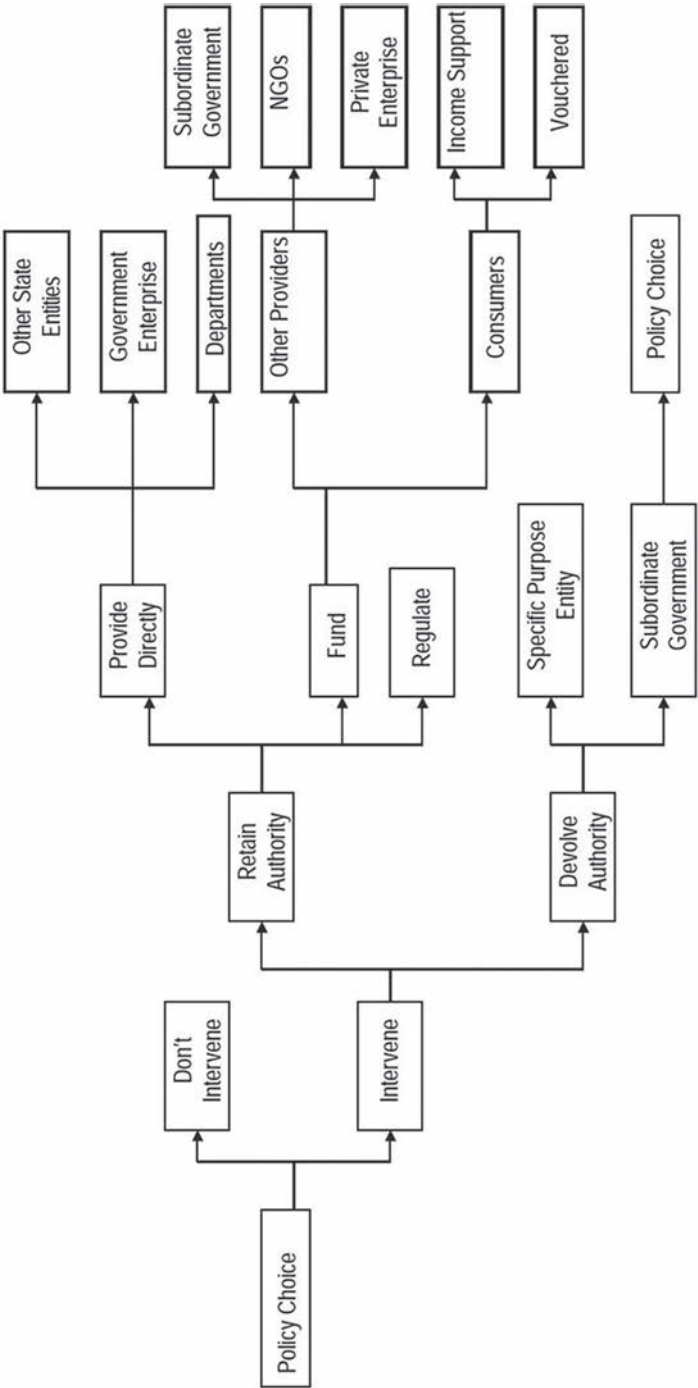 Policy Choice
Don't
Intervene
Intervene
Retain
Authority
Devolve
Authority
Provide
Directly
Fund
Regulate
Specific Purpose
Entity
Subordinate
Government
Other State
Entities
Government
Enterprise
Departments
Other Providers
Consumers
Policy Choice
Subordinate
Government
NGOs
Private
Enterprise
Income Support
Vouchered